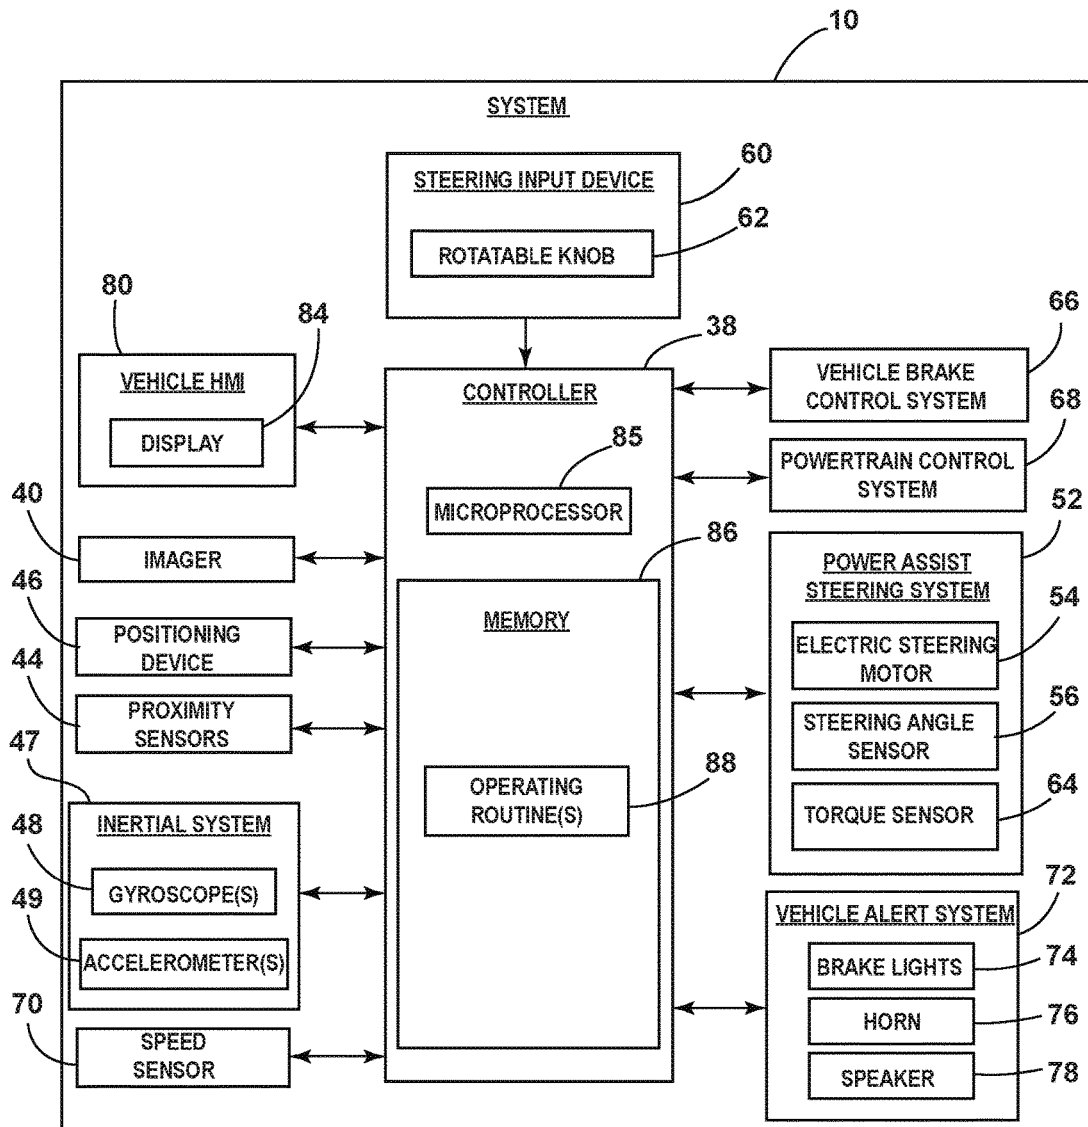 10
SYSTEM
60
STEERING INPUT DEVICE
62
ROTATABLE KNOB
80
84
VEHICLE HMI
DISPLAY
38
CONTROLLER
85
MICROPROCESSOR
86
MEMORY
88
OPERATING
ROUTINE(S)
66
VEHICLE BRAKE
CONTROL SYSTEM
68
POWERTRAIN CONTROL
SYSTEM
40
IMAGER
46
POSITIONING
DEVICE
44
PROXIMITY
SENSORS
47
INERTIAL SYSTEM
48
GYROSCOPE(S)
49
ACCELEROMETER(S)
70
SPEED
SENSOR
52
POWER ASSIST
STEERING SYSTEM
54
ELECTRIC STEERING
MOTOR
56
STEERING ANGLE
SENSOR
64
TORQUE SENSOR
72
VEHICLE ALERT SYSTEM
74
BRAKE LIGHTS
76
HORN
78
SPEAKER